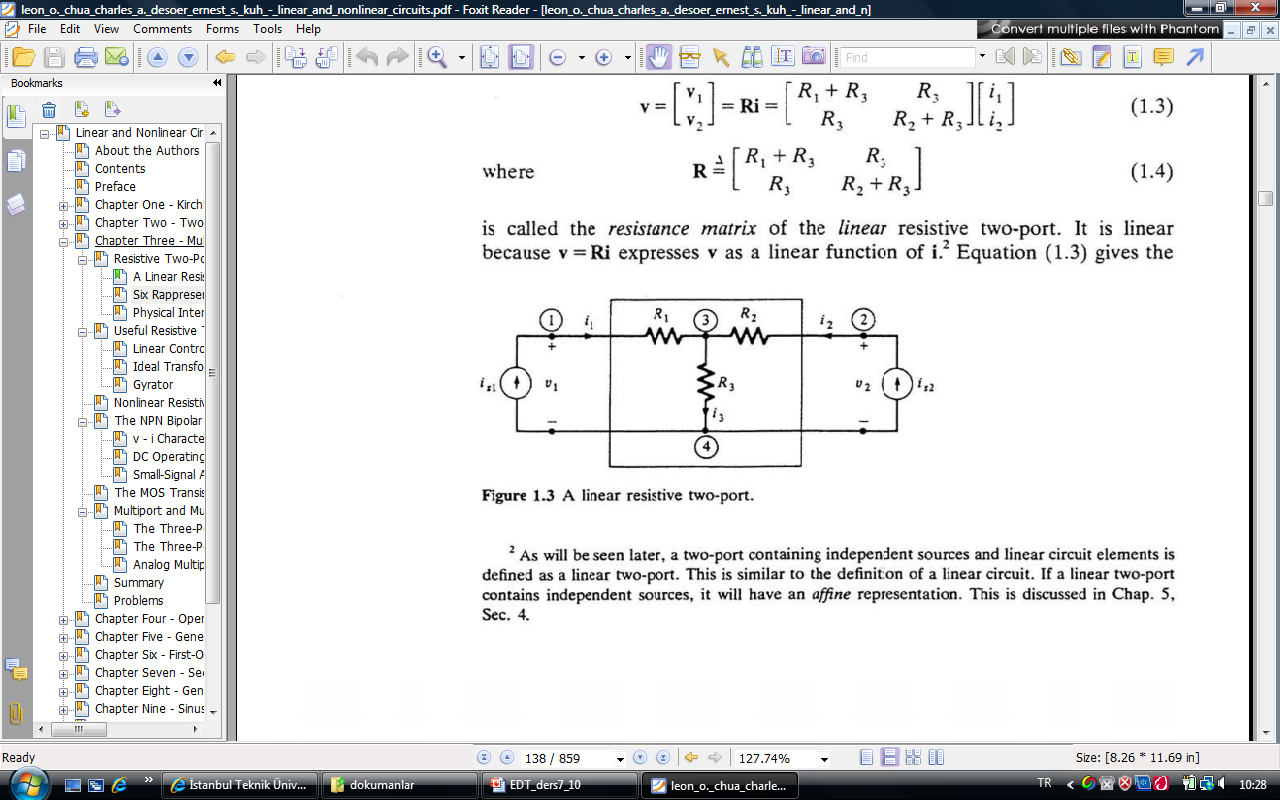 leon_o._chua_charles_a._desoer_ernest_s._kuh_-_linear_and_nonlinear_circuits.pdf - Foxit Reader - [leon_o._chua_charles_a._desoer_ernest_s._kuh_-_linear_and_n]
File Edit View Comments Forms Tools Help
Convert multiple files with Phantom
Find
Bookmarks
Linear and Nonlinear Cir
About the Authors
Contents
Preface
Chapter One - Kirchl
Chapter Two - Two
Chapter Three - Mu
Resistive Two-Po
A Linear Resis
Six Rappreser
Physical Inter
Useful Resistive
Linear Contro
Ideal Transfo
Gyrator
Nonlinear Resistiv
The NPN Bipolar
v - i Characte
DC Operating
Small-Signal A
The MOS Transis
Multiport and Mu
The Three-P
The Three-P
Analog Multip
Summary
Problems
Chapter Four - Oper
Chapter Five - Gene
Chapter Six - First-O
Chapter Seven - Sec
Chapter Eight - Gen
Chapter Nine - Sinus
v = [v₁ v₂] = Ri = [R₁ + R₃ R₃ R₃ R₂ + R₃][i₁ i₂] (1.3)
where R ≜ [R₁ + R₃ R₃ R₃ R₂ + R₃] (1.4)
is called the resistance matrix of the linear resistive two-port. It is linear
because v = Ri expresses v as a linear function of i.² Equation (1.3) gives the
1 i₁ R₁ 3 R₂ i₂ 2
+ +
iₛ₁ v₁ R₃ v₂ iₛ₂
i₃
− −
4
Figure 1.3 A linear resistive two-port.
² As will be seen later, a two-port containing independent sources and linear circuit elements is
defined as a linear two-port. This is similar to the definition of a linear circuit. If a linear two-port
contains independent sources, it will have an affine representation. This is discussed in Chap. 5,
Sec. 4.
Ready
138 / 859
127.74%
Size: [8.26 * 11.69 in]
İstanbul Teknik Üniv...
dokumanlar
EDT_ders7_10
leon_o._chua_charle...
TR
10:28